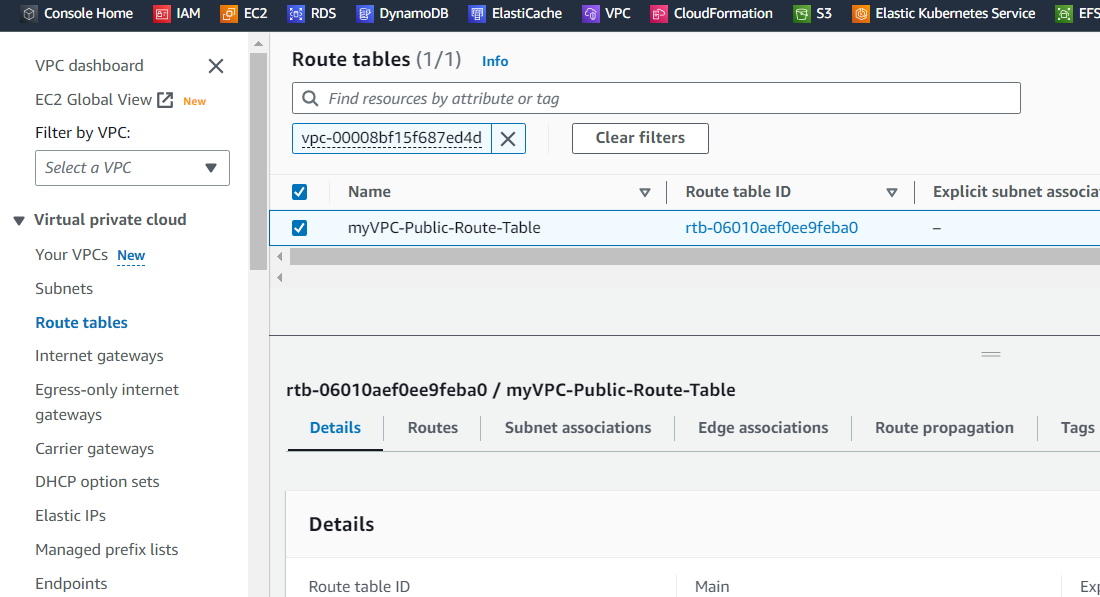 Console Home IAM EC2 RDS DynamoDB ElastiCache VPC CloudFormation S3 Elastic Kubernetes Service EFS
VPC dashboard
EC2 Global View New
Filter by VPC:
Select a VPC
Virtual private cloud
Your VPCs New
Subnets
Route tables
Internet gateways
Egress-only internet
gateways
Carrier gateways
DHCP option sets
Elastic IPs
Managed prefix lists
Endpoints
Route tables (1/1) Info
Find resources by attribute or tag
vpc-00008bf15f687ed4d Clear filters
Name Route table ID Explicit subnet associa
myVPC-Public-Route-Table rtb-06010aef0ee9feba0 –
rtb-06010aef0ee9feba0 / myVPC-Public-Route-Table
Details Routes Subnet associations Edge associations Route propagation Tags
Details
Route table ID Main Exp